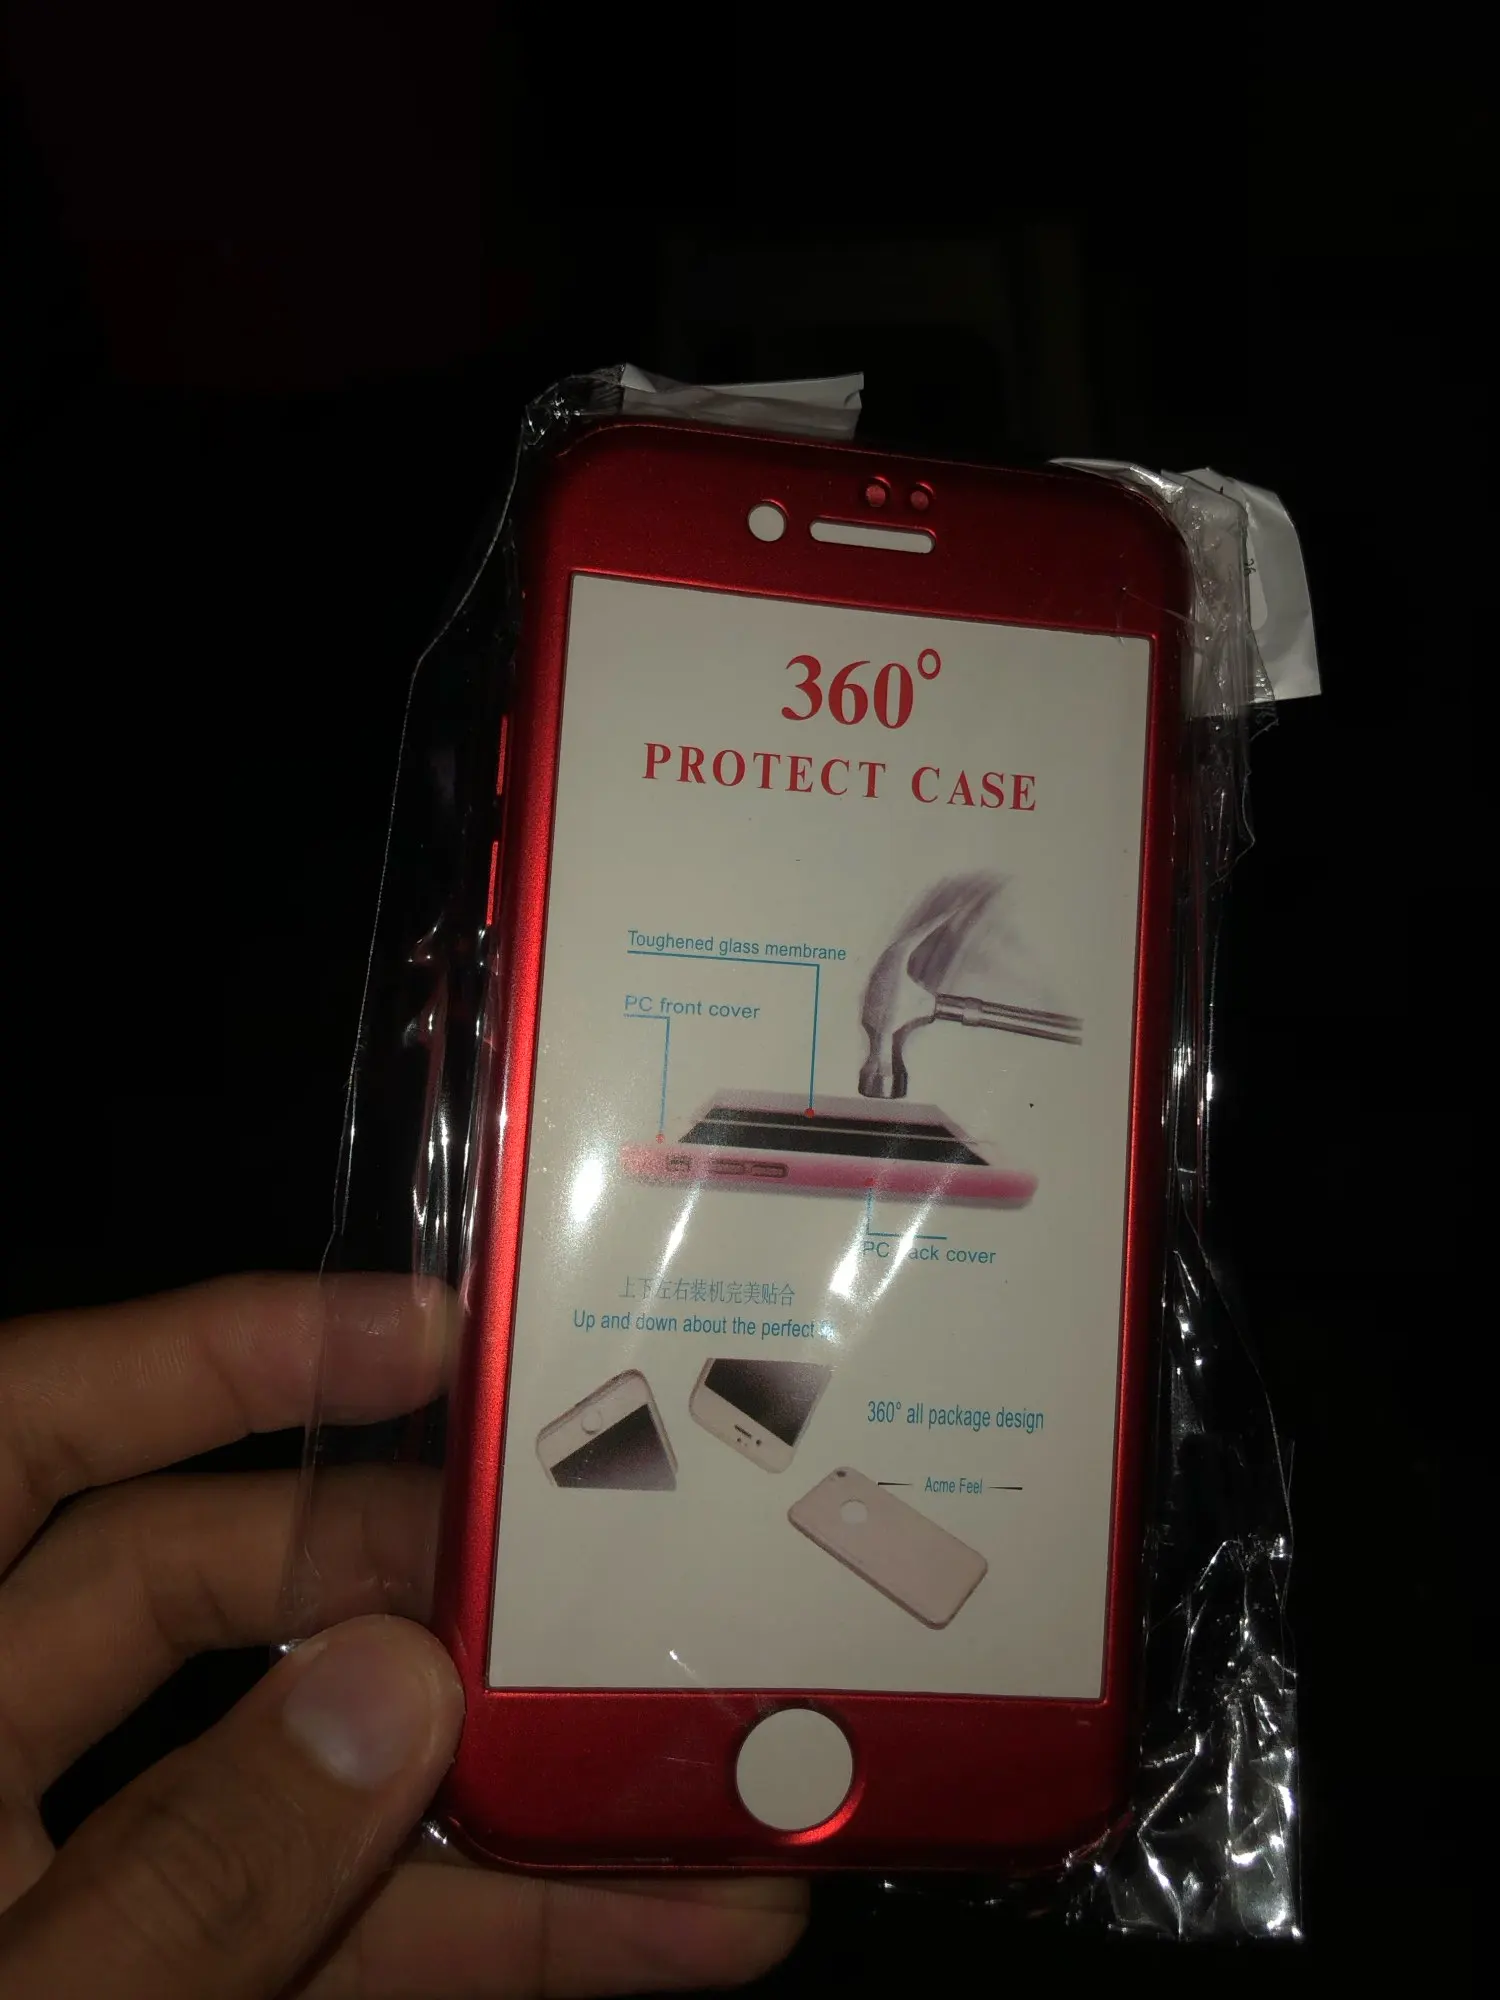 360°
PROTECT CASE
Toughened glass membrane
PC front cover
PC back cover
上下左右装机完美贴合
Up and down about the perfect
360° all package design
Acme Feel